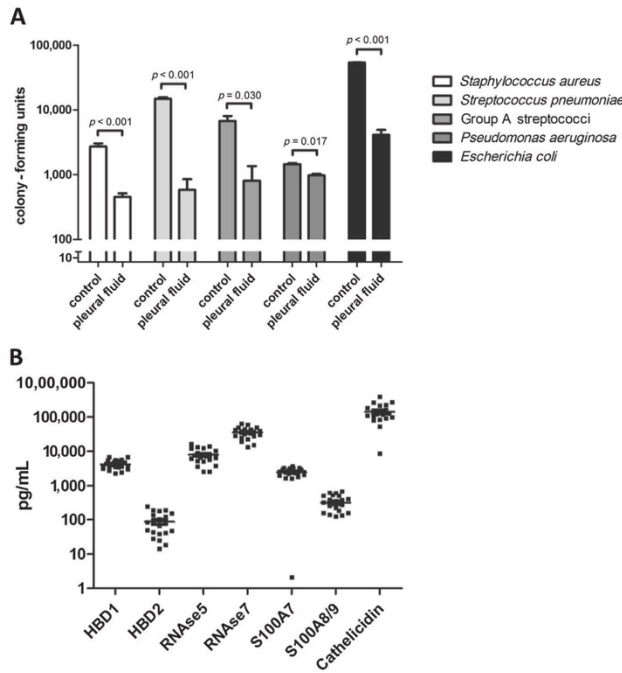 A
100,000
10,000
1,000
100
10
colony - forming units
p < 0.001
p < 0.001
p = 0.030
p = 0.017
p < 0.001
control
pleural fluid
control
pleural fluid
control
pleural fluid
control
pleural fluid
control
pleural fluid
Staphylococcus aureus
Streptococcus pneumoniae
Group A streptococci
Pseudomonas aeruginosa
Escherichia coli
B
10,00,000
100,000
10,000
1,000
100
10
1
pg/mL
HBD1
HBD2
RNAse5
RNAse7
S100A7
S100A8/9
Cathelicidin